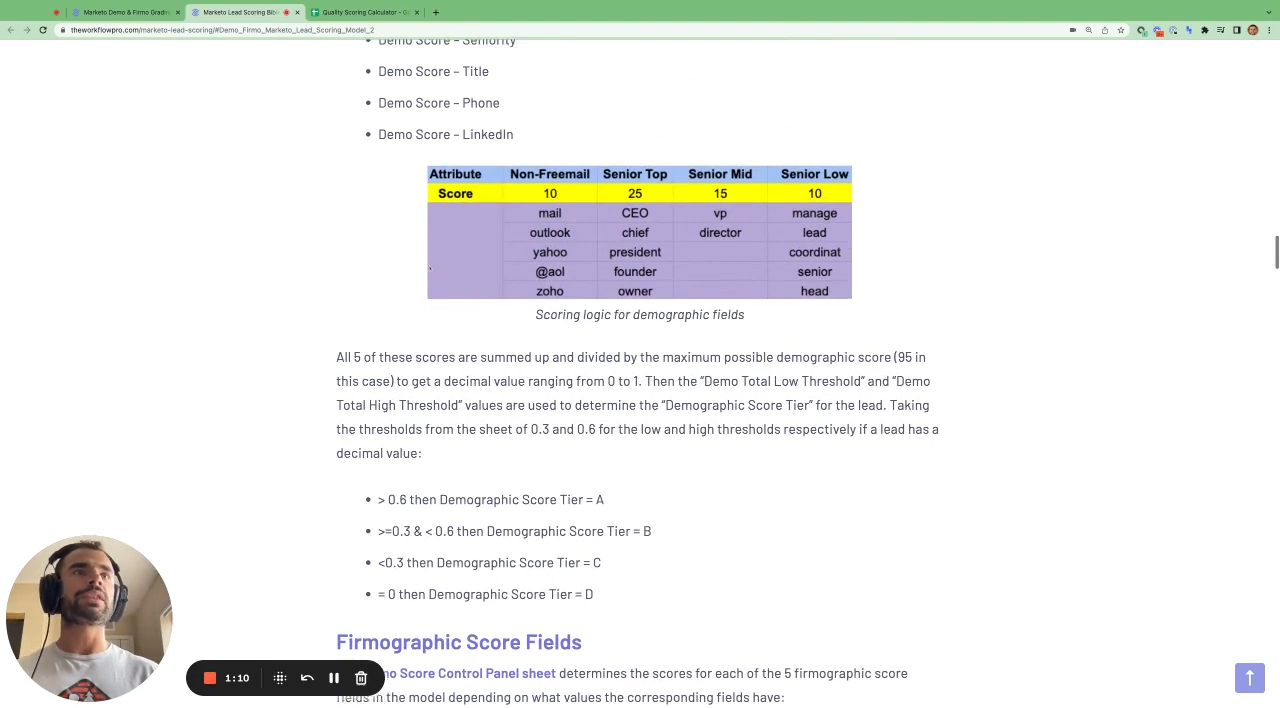 Marketo Demo & Firmo Gradin
Marketo Lead Scoring Bibl
Quality Scoring Calculator – G
theworkflowpro.com/marketo-lead-scoring/#Demo_Firmo_Marketo_Lead_Scoring_Model_2
Demo Score – Seniority
Demo Score – Title
Demo Score – Phone
Demo Score – LinkedIn
Attribute Non-Freemail Senior Top Senior Mid Senior Low
Score 10 25 15 10
mail CEO vp manage
outlook chief director lead
yahoo president coordinat
@aol founder senior
zoho owner head
Scoring logic for demographic fields
All 5 of these scores are summed up and divided by the maximum possible demographic score (95 in
this case) to get a decimal value ranging from 0 to 1. Then the “Demo Total Low Threshold” and “Demo
Total High Threshold” values are used to determine the “Demographic Score Tier” for the lead. Taking
the thresholds from the sheet of 0.3 and 0.6 for the low and high thresholds respectively if a lead has a
decimal value:
> 0.6 then Demographic Score Tier = A
>=0.3 & < 0.6 then Demographic Score Tier = B
<0.3 then Demographic Score Tier = C
= 0 then Demographic Score Tier = D
Firmographic Score Fields
mo Score Control Panel sheet determines the scores for each of the 5 firmographic score
fields in the model depending on what values the corresponding fields have:
1:10